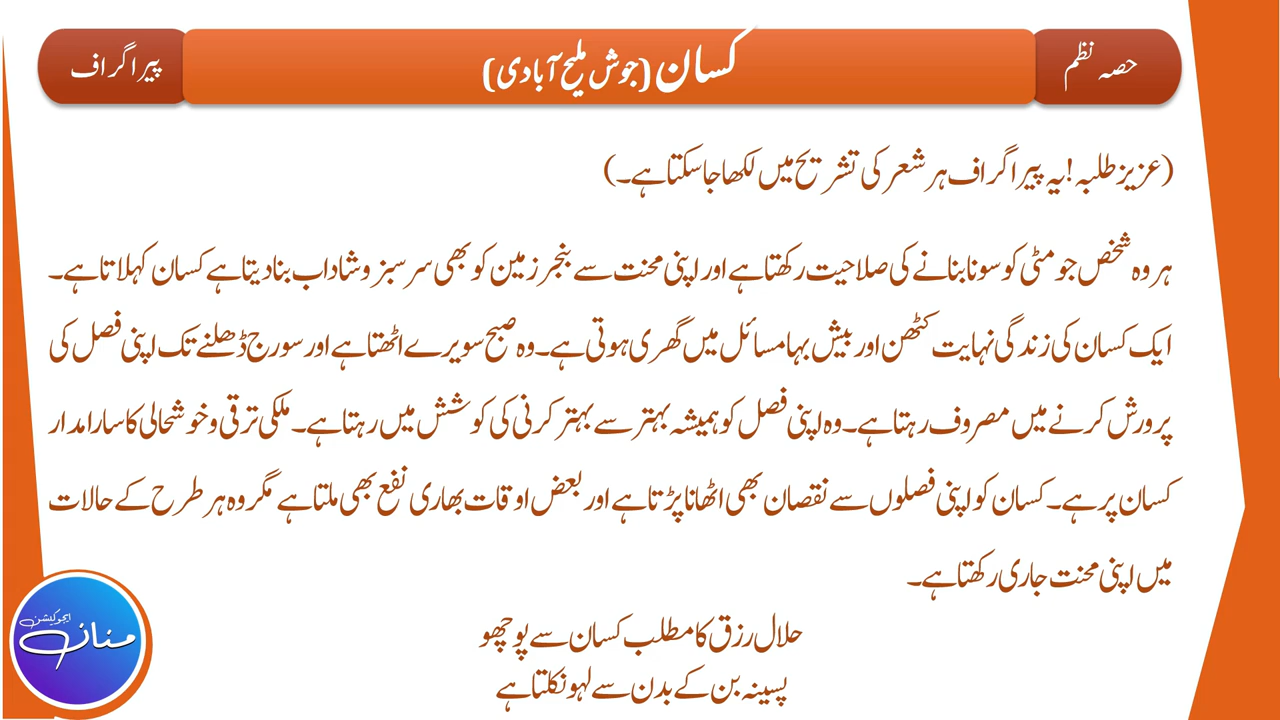 حصہ نظم
کسان (جوش ملیح آبادی)
پیراگراف
(عزیز طلبہ! یہ پیراگراف ہر شعر کی تشریح میں لکھا جا سکتا ہے۔)
ہر وہ شخص جو مٹی کو سونا بنانے کی صلاحیت رکھتا ہے اور اپنی محنت سے بنجر زمین کو بھی سرسبز و شاداب بنا دیتا ہے کسان کہلاتا ہے۔
ایک کسان کی زندگی نہایت کٹھن اور بیش بہا مسائل میں گھری ہوتی ہے۔ وہ صبح سویرے اٹھتا ہے اور سورج ڈھلنے تک اپنی فصل کی
پرورش کرنے میں مصروف رہتا ہے۔ وہ اپنی فصل کو ہمیشہ بہتر سے بہتر کرنی کی کوشش میں رہتا ہے۔ ملکی ترقی و خوشحالی کا سارا مدار
کسان پر ہے۔ کسان کو اپنی فصلوں سے نقصان بھی اٹھانا پڑتا ہے اور بعض اوقات بھاری نفع بھی ملتا ہے مگر وہ ہر طرح کے حالات
میں اپنی محنت جاری رکھتا ہے۔
حلال رزق کا مطلب کسان سے پوچھو
پسینہ بن کے بدن سے لہو نکلتا ہے
منان ایجوکیشن